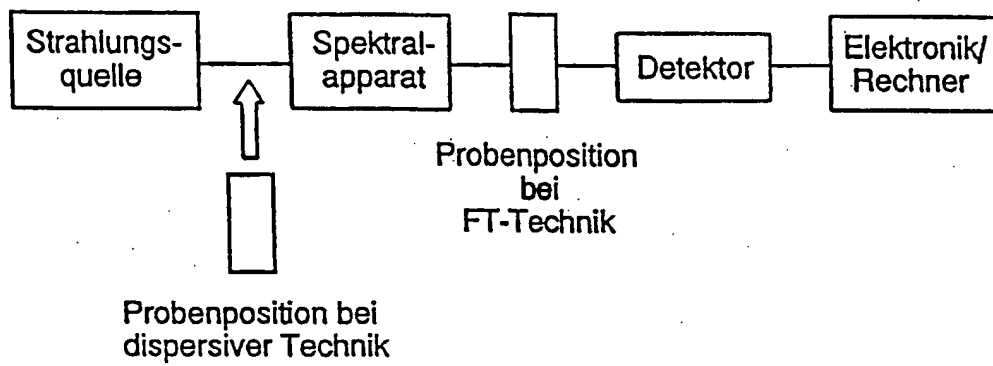 Strahlungs-
quelle
Spektral-
apparat
Detektor
Elektronik/
Rechner
Probenposition
bei
FT-Technik
Probenposition bei
dispersiver Technik